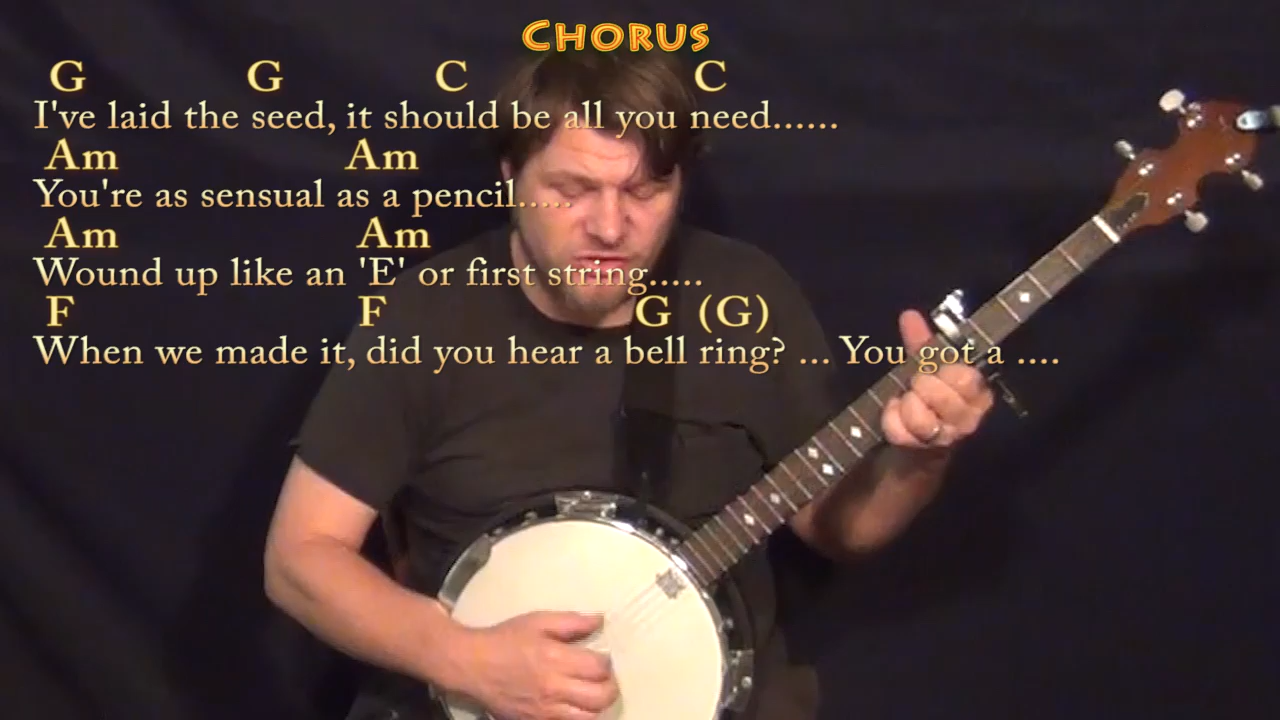 CHORUS
G G C C
I've laid the seed, it should be all you need......
Am Am
You're as sensual as a pencil.....
Am Am
Wound up like an 'E' or first string.....
F F G (G)
When we made it, did you hear a bell ring? ... You got a ....